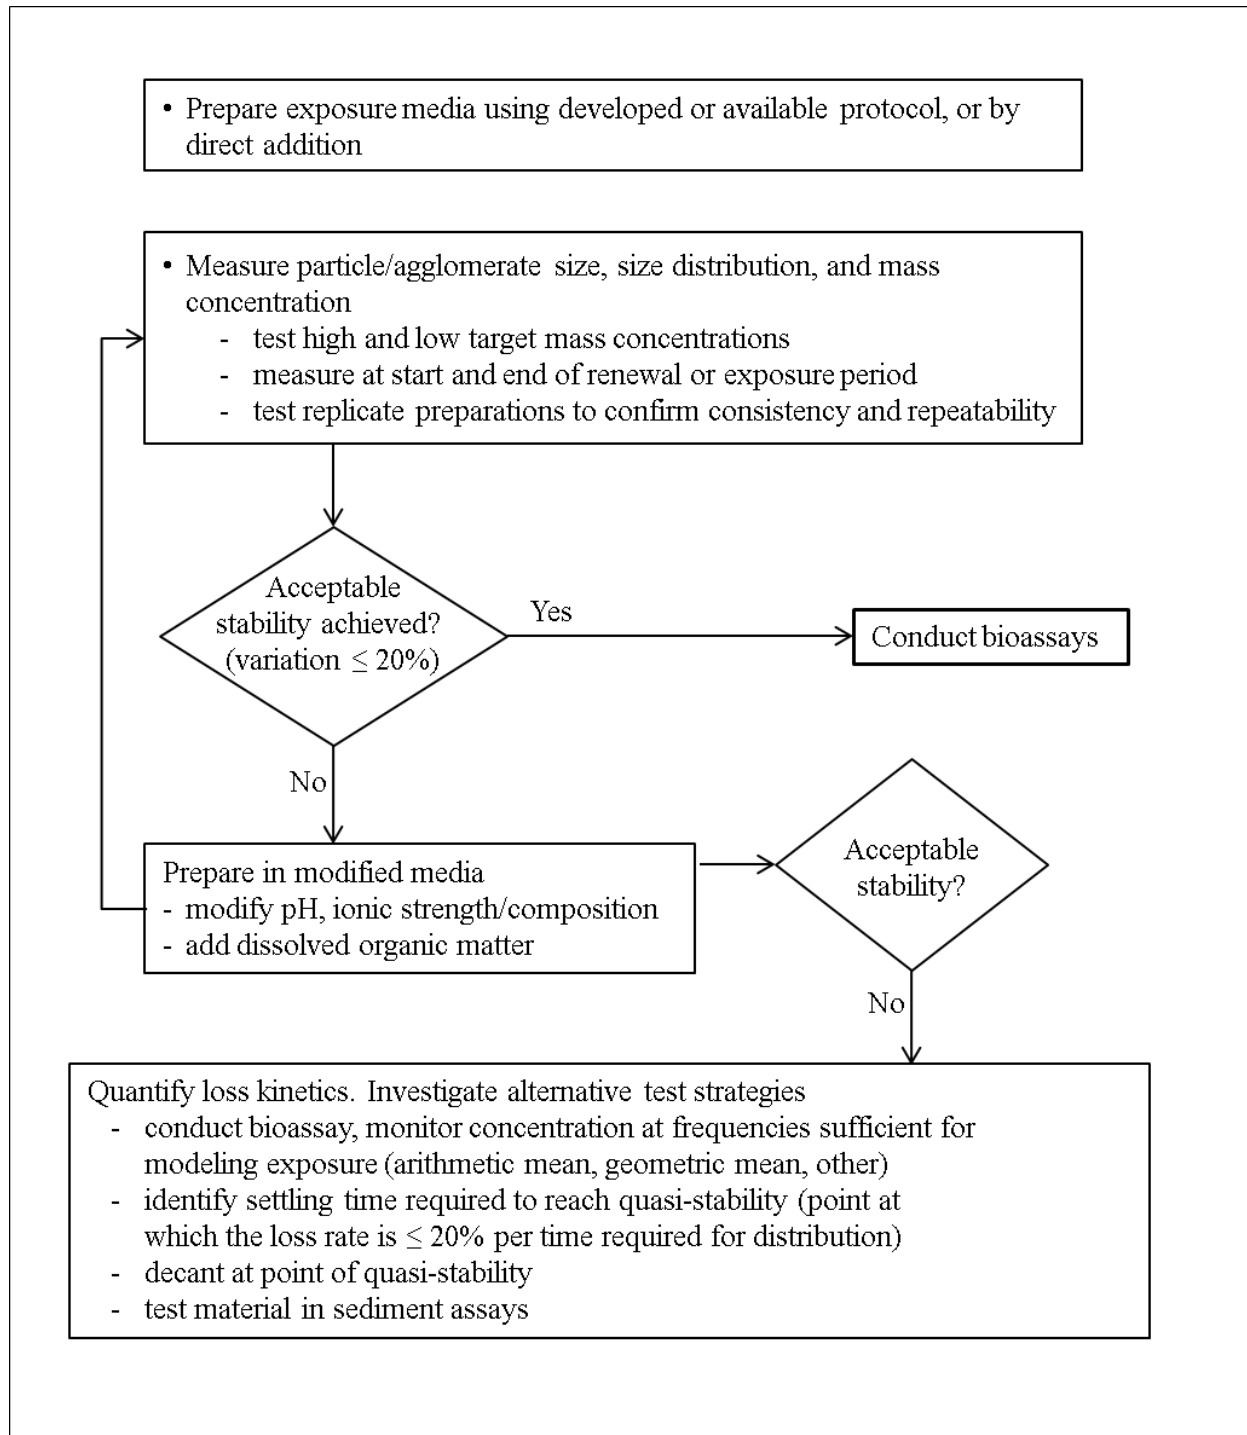 • Prepare exposure media using developed or available protocol, or by
direct addition
• Measure particle/agglomerate size, size distribution, and mass
concentration
- test high and low target mass concentrations
- measure at start and end of renewal or exposure period
- test replicate preparations to confirm consistency and repeatability
Acceptable
stability achieved?
(variation ≤ 20%)
Yes
Conduct bioassays
No
Prepare in modified media
- modify pH, ionic strength/composition
- add dissolved organic matter
Acceptable
stability?
No
Quantify loss kinetics. Investigate alternative test strategies
- conduct bioassay, monitor concentration at frequencies sufficient for
modeling exposure (arithmetic mean, geometric mean, other)
- identify settling time required to reach quasi-stability (point at
which the loss rate is ≤ 20% per time required for distribution)
- decant at point of quasi-stability
- test material in sediment assays